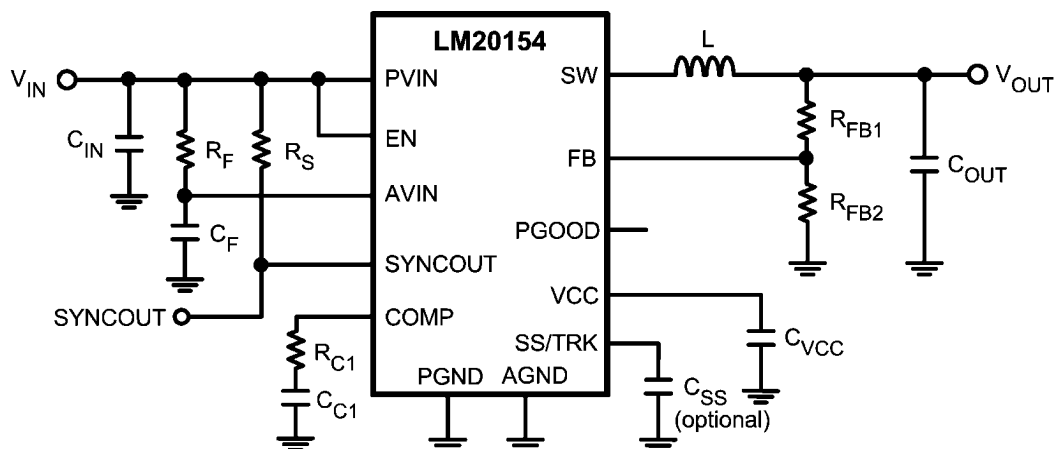 LM20154
V_IN
C_IN
R_F
R_S
C_F
SYNCOUT
R_C1
C_C1
PVIN
EN
AVIN
SYNCOUT
COMP
PGND
AGND
SW
FB
PGOOD
VCC
SS/TRK
L
V_OUT
R_FB1
R_FB2
C_OUT
C_VCC
C_SS
(optional)